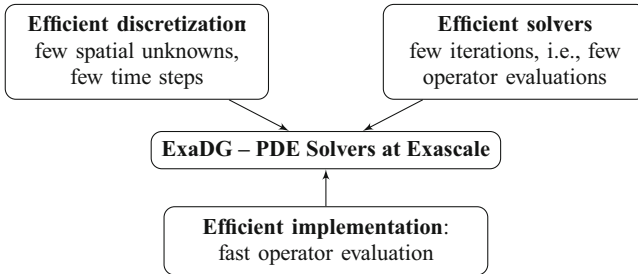 Efficient discretization:
few spatial unknowns,
few time steps
Efficient solvers
few iterations, i.e., few
operator evaluations
ExaDG – PDE Solvers at Exascale
Efficient implementation:
fast operator evaluation